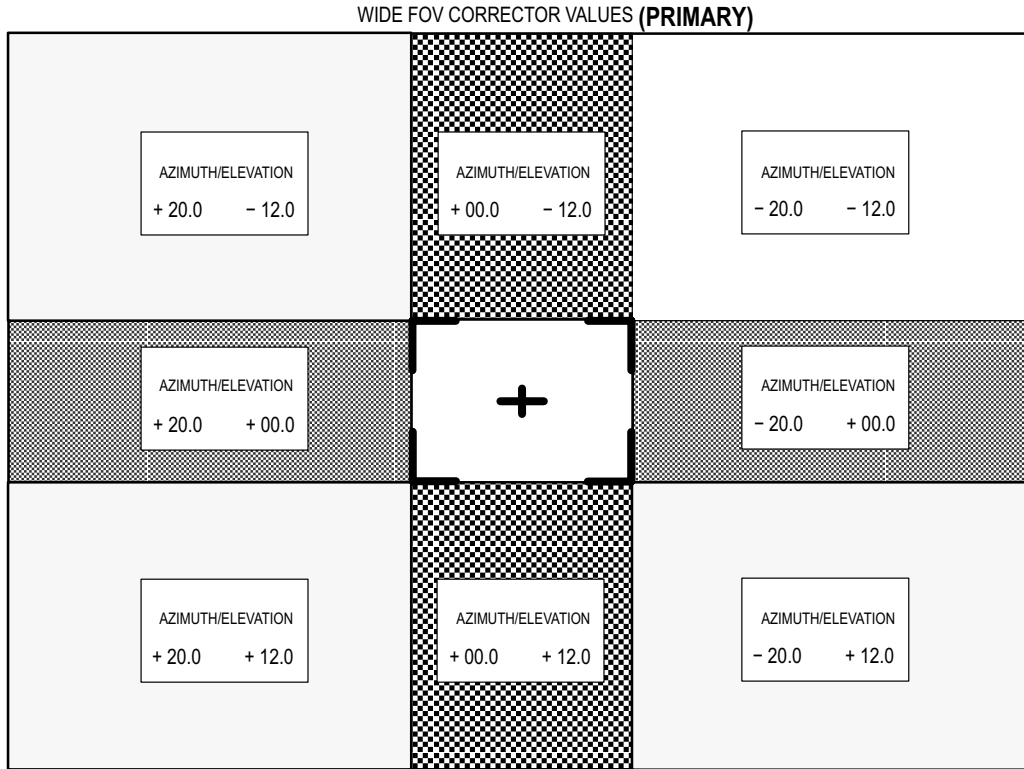 WIDE FOV CORRECTOR VALUES (PRIMARY)
AZIMUTH/ELEVATION
+ 20.0 − 12.0
AZIMUTH/ELEVATION
+ 00.0 − 12.0
AZIMUTH/ELEVATION
− 20.0 − 12.0
AZIMUTH/ELEVATION
+ 20.0 + 00.0
AZIMUTH/ELEVATION
− 20.0 + 00.0
AZIMUTH/ELEVATION
+ 20.0 + 12.0
AZIMUTH/ELEVATION
+ 00.0 + 12.0
AZIMUTH/ELEVATION
− 20.0 + 12.0